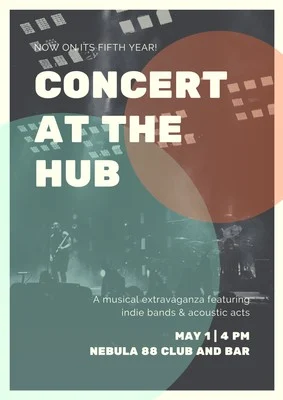 NOW ON ITS FIFTH YEAR!
CONCERT
AT THE
HUB
A musical extravaganza featuring
indie bands & acoustic acts
MAY 1 | 4 PM
NEBULA 88 CLUB AND BAR